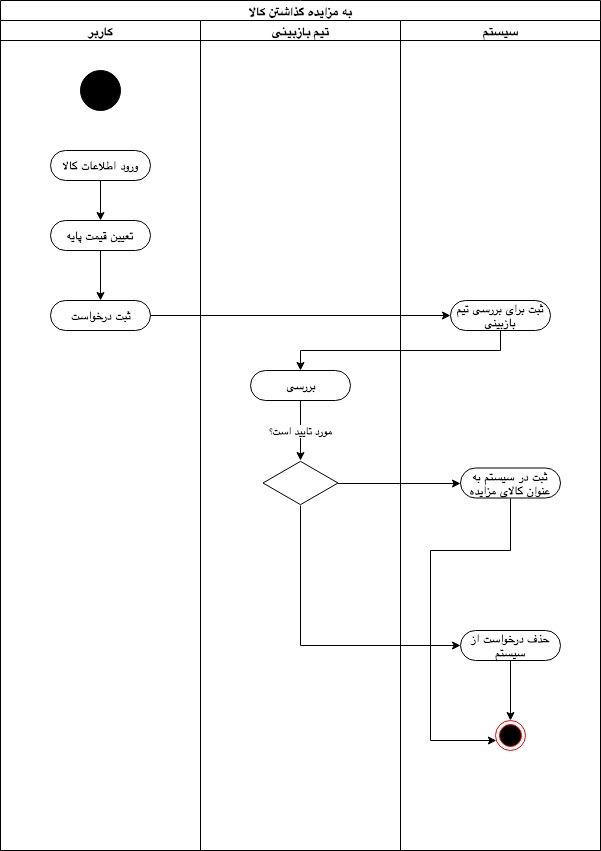 به مزایده گذاشتن کالا
کاربر
تیم بازبینی
سیستم
ورود اطلاعات کالا
تعیین قیمت پایه
ثبت درخواست
ثبت برای بررسی تیم
بازبینی
بررسی
مورد تایید است؟
ثبت در سیستم به
عنوان کالای مزایده
حذف درخواست از
سیستم